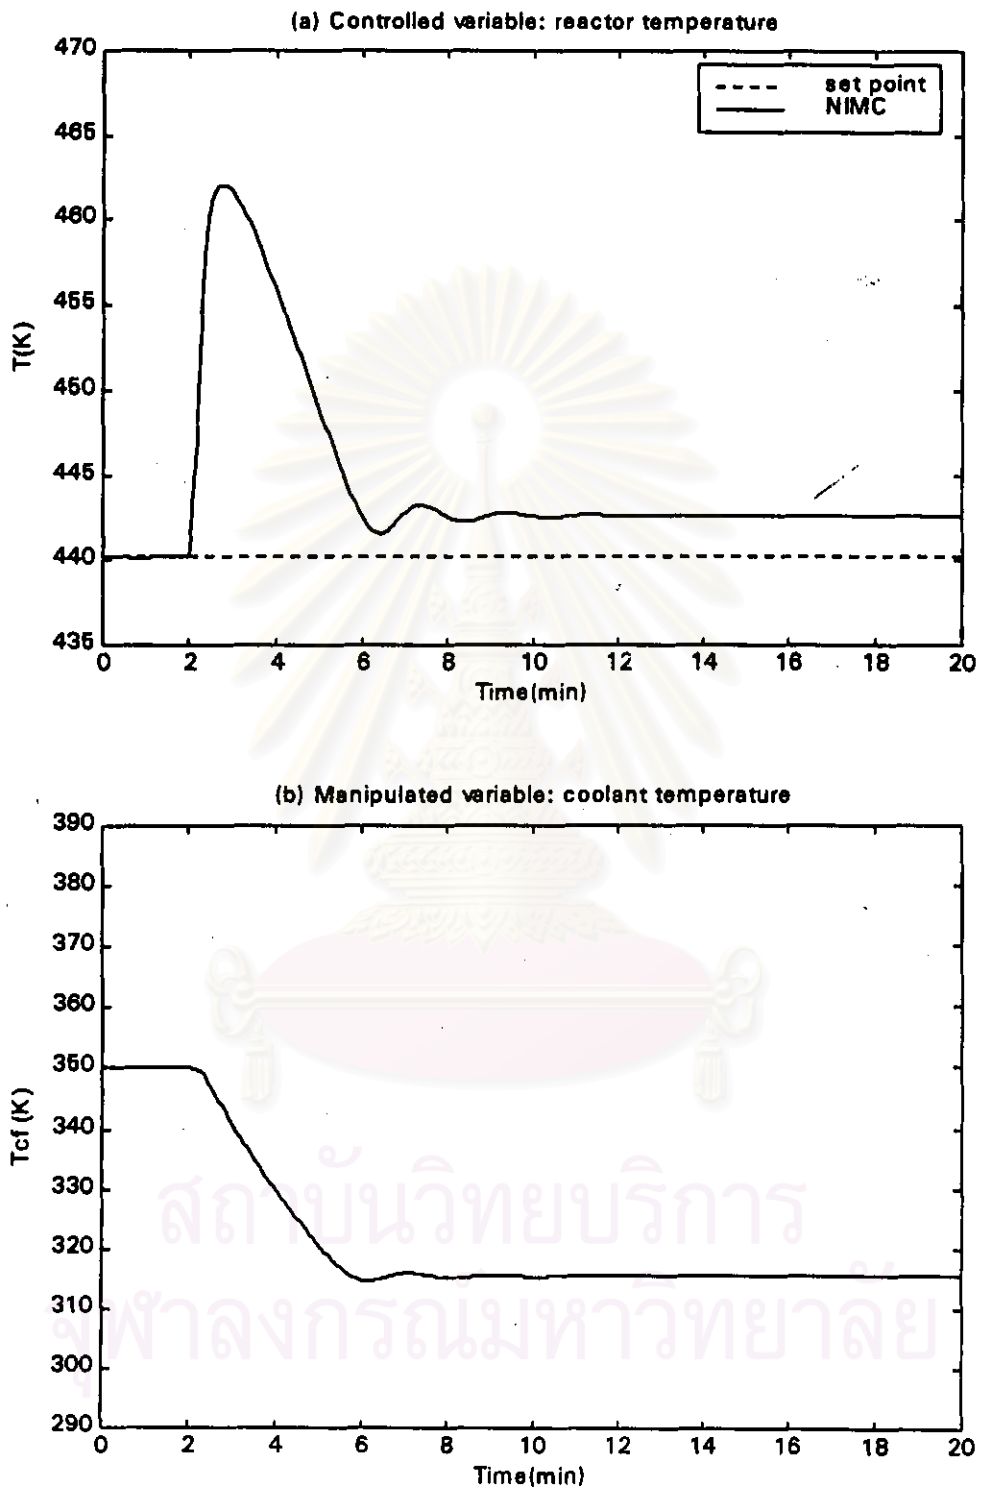 (a) Controlled variable: reactor temperature
470
465
460
455
450
445
440
435
T(K)
set point
NIMC
0 2 4 6 8 10 12 14 16 18 20
Time(min)
(b) Manipulated variable: coolant temperature
390
380
370
360
350
340
330
320
310
300
290
Tcf (K)
สถาบันวิทยบริการ
จุฬาลงกรณ์มหาวิทยาลัย
0 2 4 6 8 10 12 14 16 18 20
Time(min)